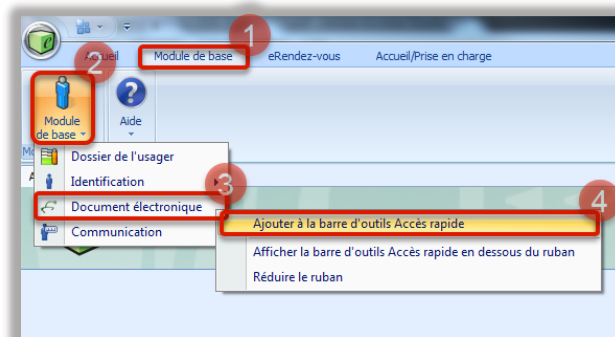 1
Accueil Module de base eRendez-vous Accueil/Prise en charge
2
Module de base
Aide
Dossier de l'usager
Identification
3
Document électronique
4
Ajouter à la barre d'outils Accès rapide
Communication
Afficher la barre d'outils Accès rapide en dessous du ruban
Réduire le ruban